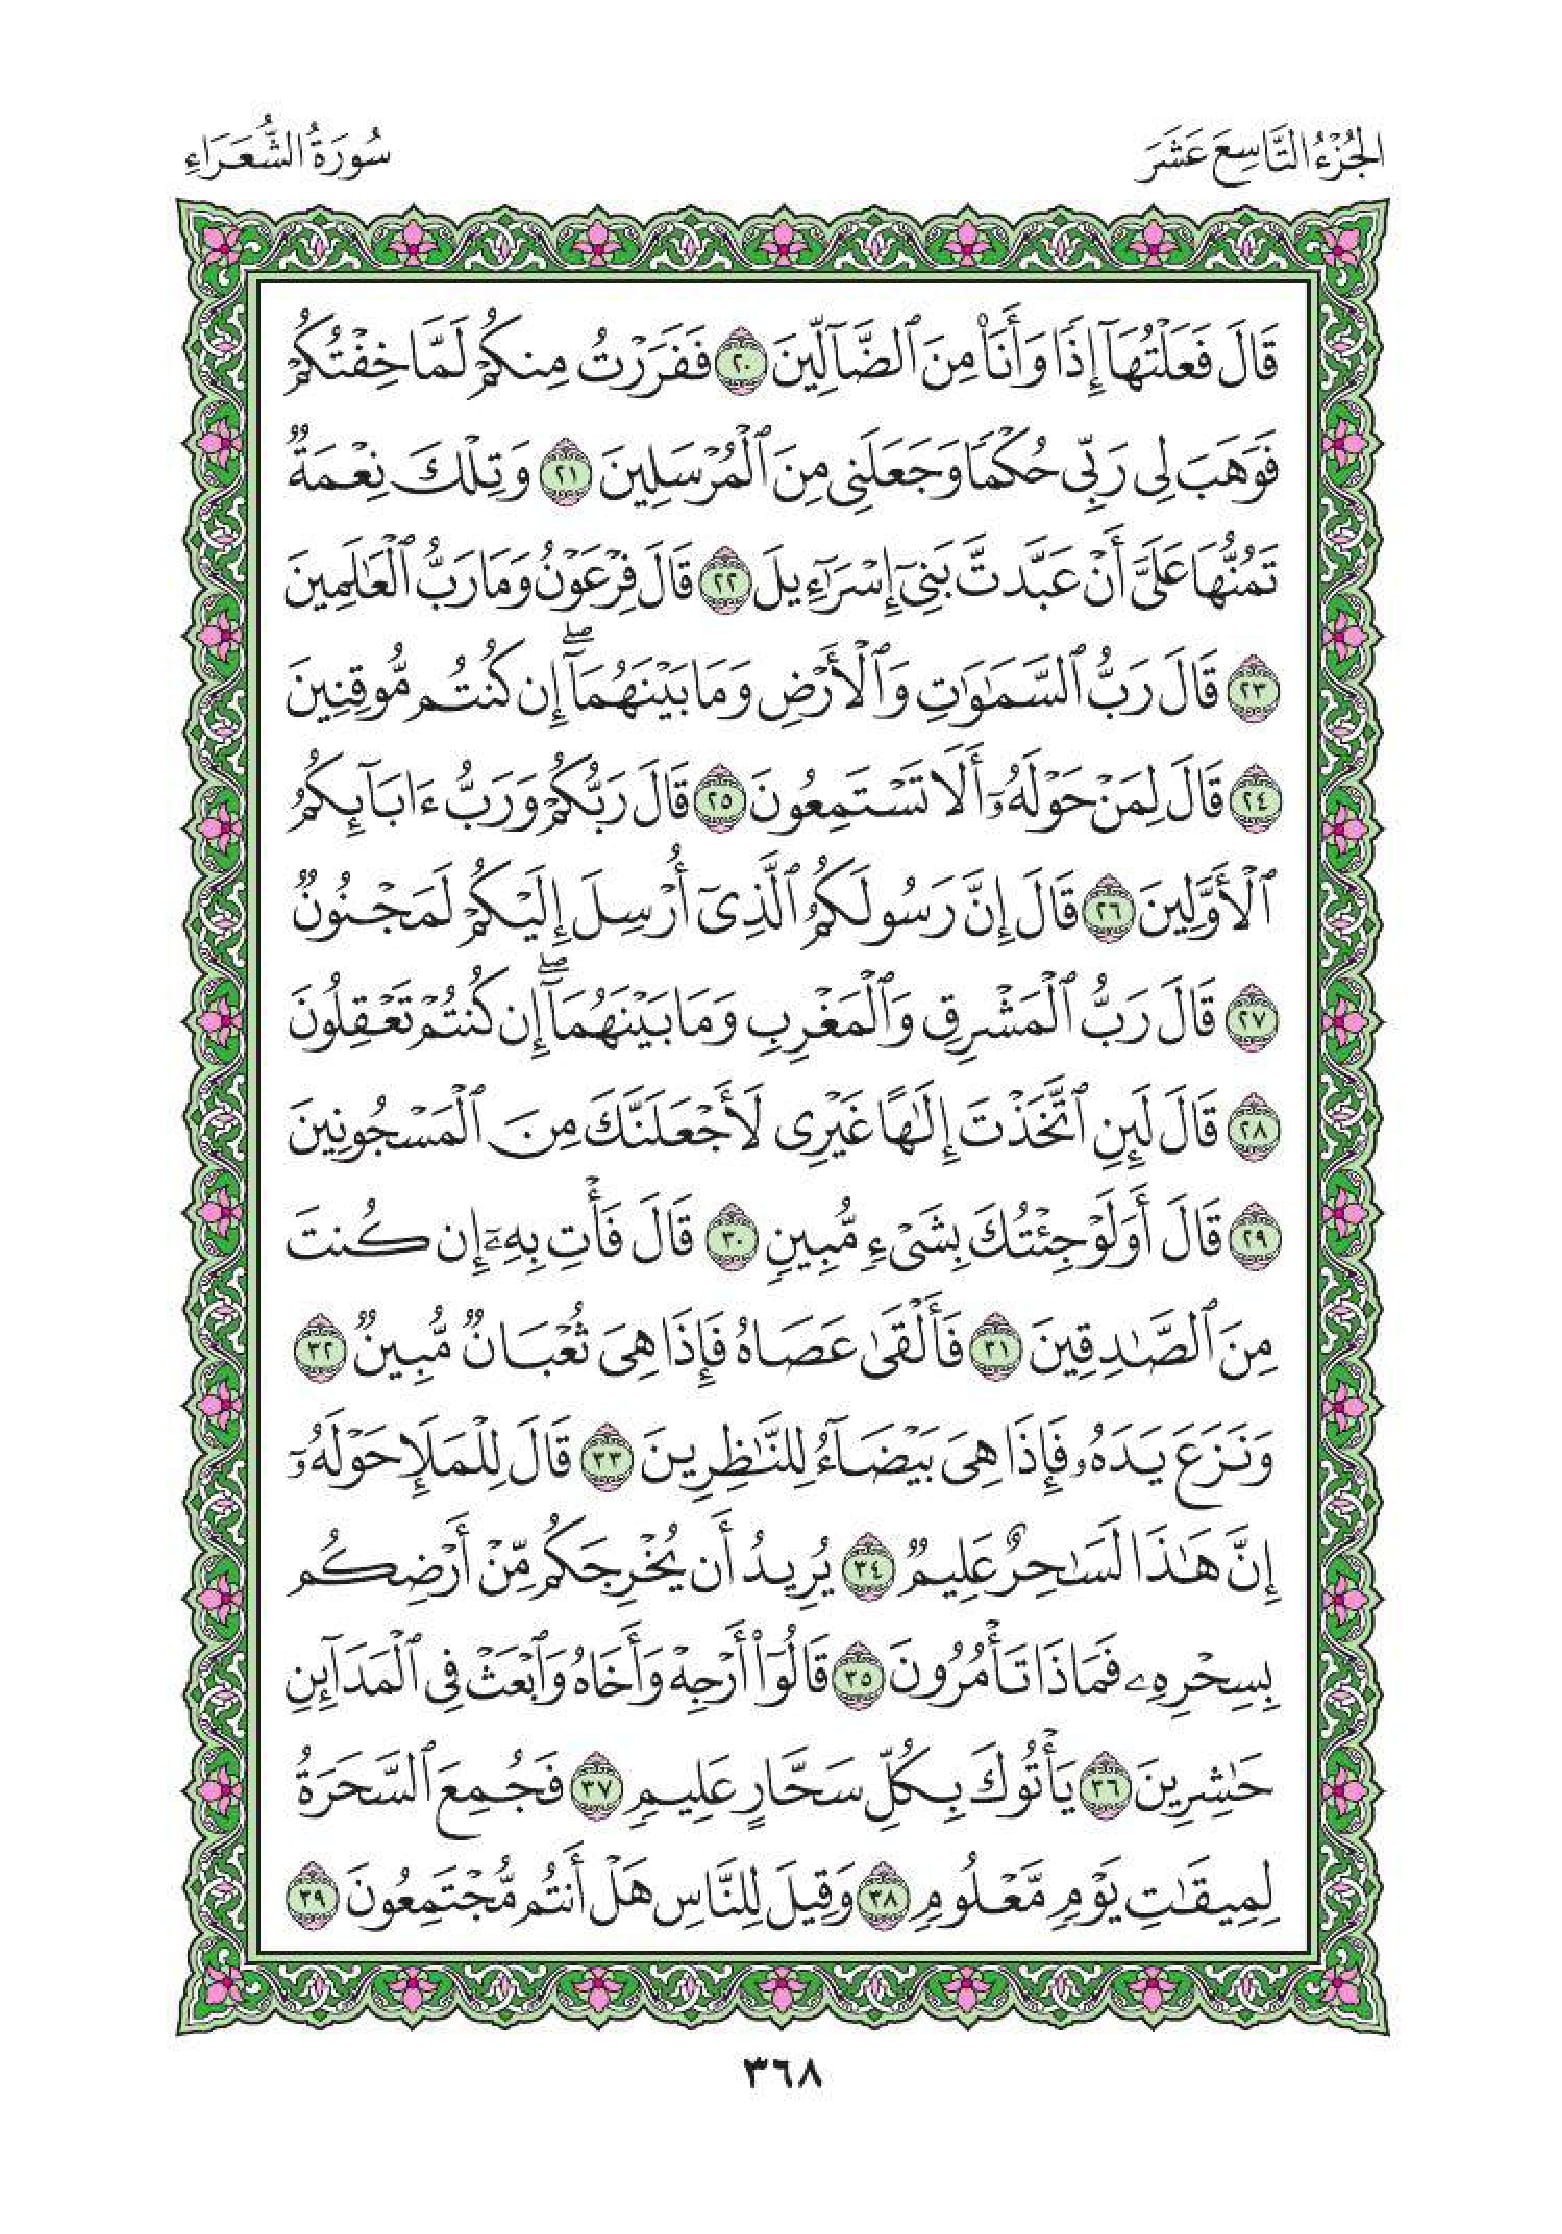 الجُزْءُ التَّاسِعَ عَشَرَ
سُورَةُ الشُّعَرَاءِ
قَالَ فَعَلْتُهَآ إِذٗا وَأَنَا۠ مِنَ ٱلضَّآلِّينَ ٢٠ فَفَرَرۡتُ مِنكُمۡ لَمَّا خِفۡتُكُمۡ
فَوَهَبَ لِي رَبِّي حُكۡمٗا وَجَعَلَنِي مِنَ ٱلۡمُرۡسَلِينَ ٢١ وَتِلۡكَ نِعۡمَةٞ
تَمُنُّهَا عَلَيَّ أَنۡ عَبَّدتَّ بَنِيٓ إِسۡرَٰٓءِيلَ ٢٢ قَالَ فِرۡعَوۡنُ وَمَا رَبُّ ٱلۡعَٰلَمِينَ
٢٣ قَالَ رَبُّ ٱلسَّمَٰوَٰتِ وَٱلۡأَرۡضِ وَمَا بَيۡنَهُمَآۖ إِن كُنتُم مُّوقِنِينَ
٢٤ قَالَ لِمَنۡ حَوۡلَهُۥٓ أَلَا تَسۡتَمِعُونَ ٢٥ قَالَ رَبُّكُمۡ وَرَبُّ ءَابَآئِكُمُ
ٱلۡأَوَّلِينَ ٢٦ قَالَ إِنَّ رَسُولَكُمُ ٱلَّذِيٓ أُرۡسِلَ إِلَيۡكُمۡ لَمَجۡنُونٞ
٢٧ قَالَ رَبُّ ٱلۡمَشۡرِقِ وَٱلۡمَغۡرِبِ وَمَا بَيۡنَهُمَآۖ إِن كُنتُمۡ تَعۡقِلُونَ
٢٨ قَالَ لَئِنِ ٱتَّخَذۡتَ إِلَٰهًا غَيۡرِي لَأَجۡعَلَنَّكَ مِنَ ٱلۡمَسۡجُونِينَ
٢٩ قَالَ أَوَلَوۡ جِئۡتُكَ بِشَيۡءٖ مُّبِينٖ ٣٠ قَالَ فَأۡتِ بِهِۦٓ إِن كُنتَ
مِنَ ٱلصَّٰدِقِينَ ٣١ فَأَلۡقَىٰ عَصَاهُ فَإِذَا هِيَ ثُعۡبَانٞ مُّبِينٞ ٣٢
وَنَزَعَ يَدَهُۥ فَإِذَا هِيَ بَيۡضَآءُ لِلنَّٰظِرِينَ ٣٣ قَالَ لِلۡمَلَإِ حَوۡلَهُۥٓ
إِنَّ هَٰذَا لَسَٰحِرٌ عَلِيمٞ ٣٤ يُرِيدُ أَن يُخۡرِجَكُم مِّنۡ أَرۡضِكُم
بِسِحۡرِهِۦ فَمَاذَا تَأۡمُرُونَ ٣٥ قَالُوٓاْ أَرۡجِهۡ وَأَخَاهُ وَٱبۡعَثۡ فِي ٱلۡمَدَآئِنِ
حَٰشِرِينَ ٣٦ يَأۡتُوكَ بِكُلِّ سَحَّارٍ عَلِيمٖ ٣٧ فَجُمِعَ ٱلسَّحَرَةُ
لِمِيقَٰتِ يَوۡمٖ مَّعۡلُومٖ ٣٨ وَقِيلَ لِلنَّاسِ هَلۡ أَنتُم مُّجۡتَمِعُونَ ٣٩
٣٦٨